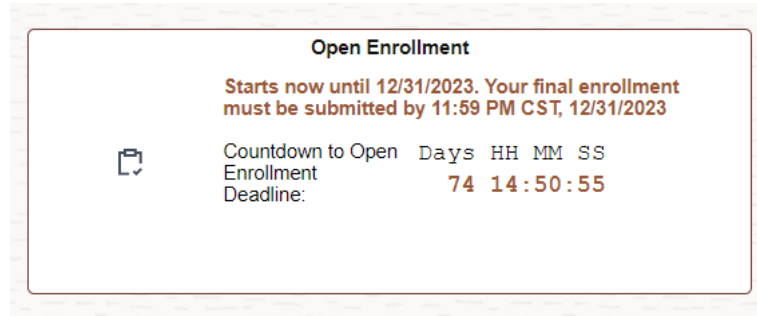 Open Enrollment
Starts now until 12/31/2023. Your final enrollment
must be submitted by 11:59 PM CST, 12/31/2023
Countdown to Open
Enrollment
Deadline:
Days HH MM SS
74 14:50:55